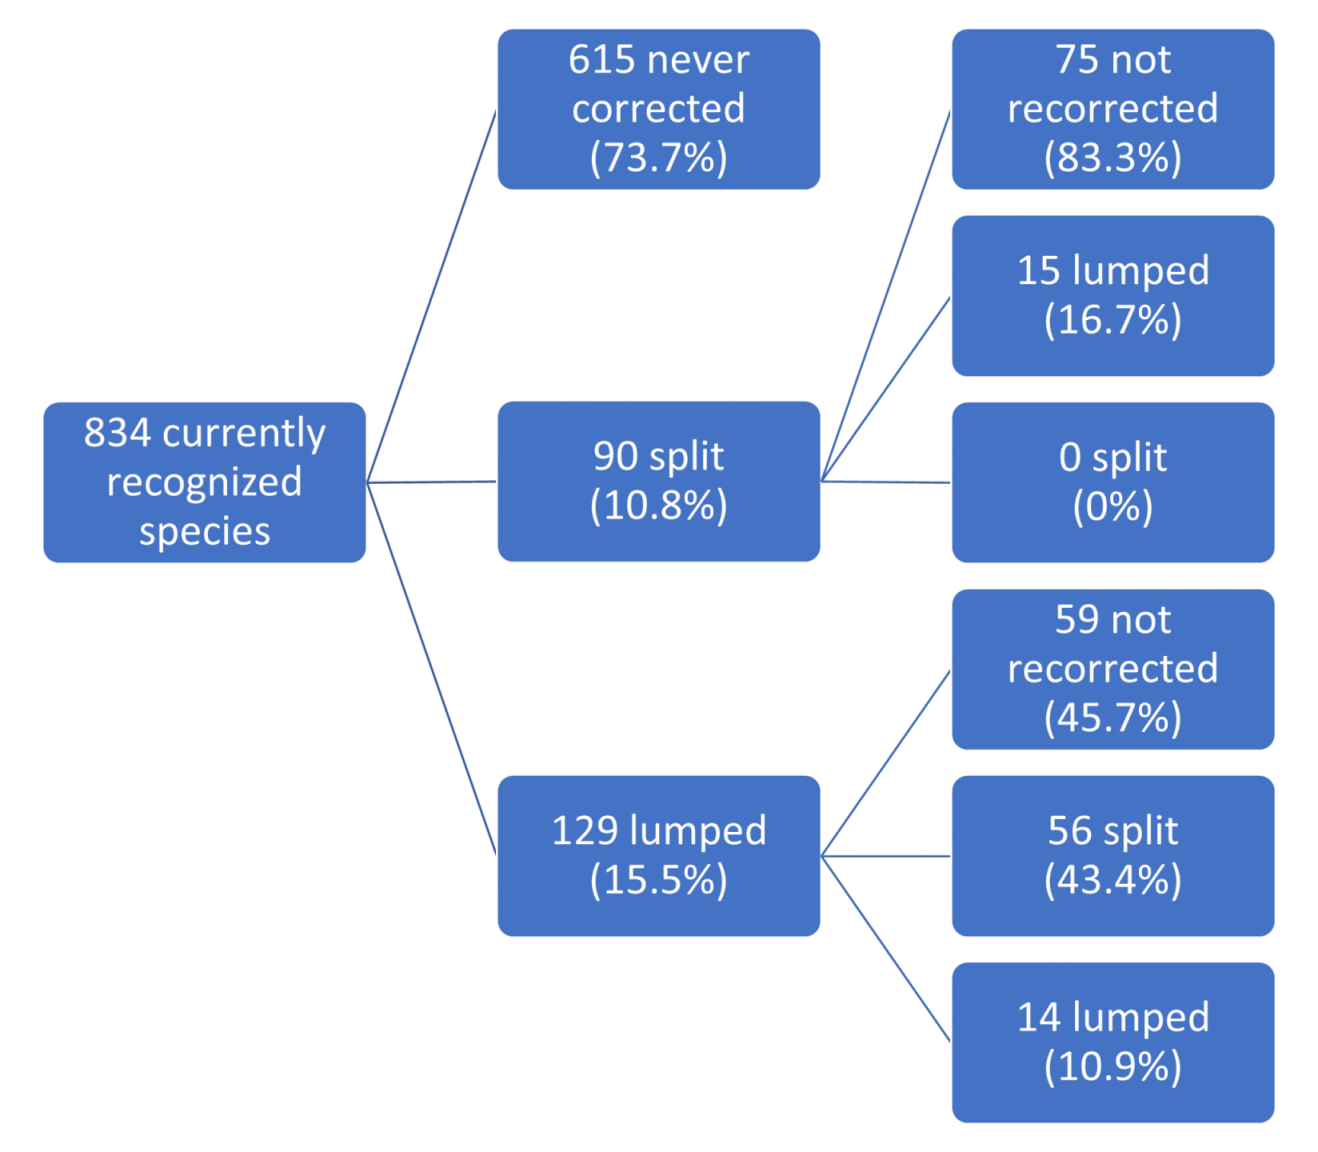 834 currently
recognized
species
615 never
corrected
(73.7%)
90 split
(10.8%)
129 lumped
(15.5%)
75 not
recorrected
(83.3%)
15 lumped
(16.7%)
0 split
(0%)
59 not
recorrected
(45.7%)
56 split
(43.4%)
14 lumped
(10.9%)